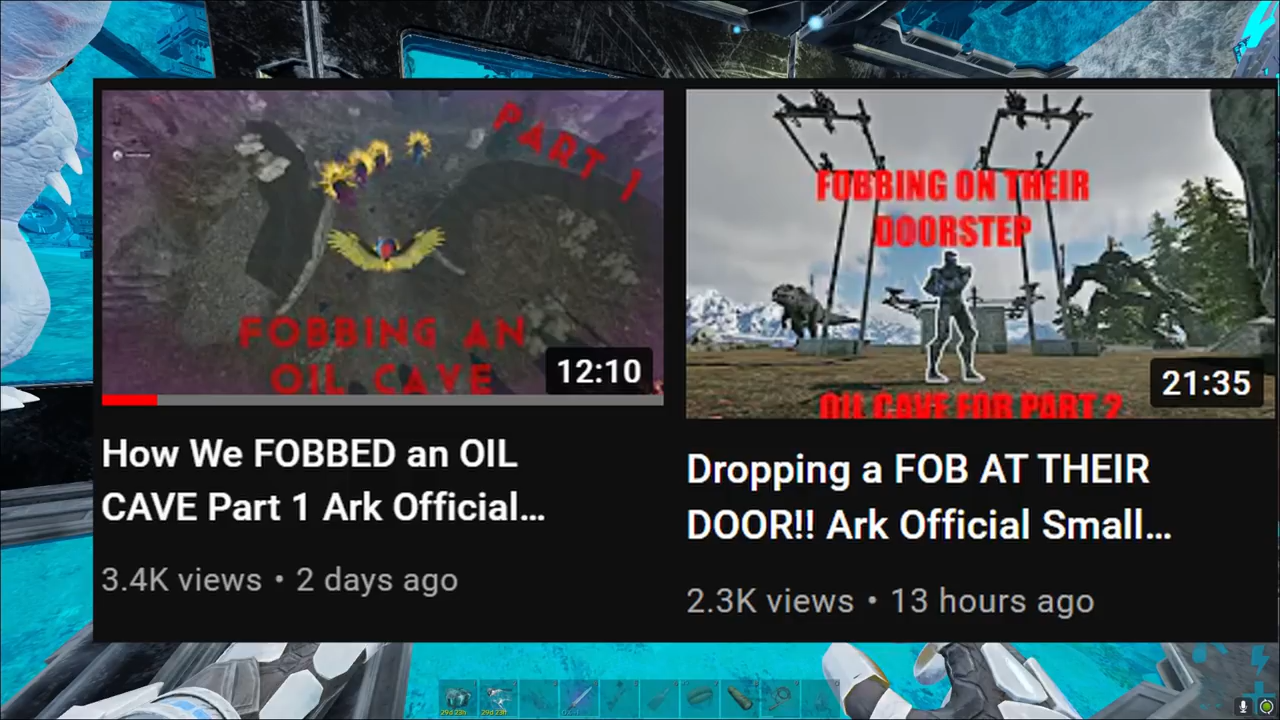 PART 1
FOBBING AN
OIL CAVE
12:10
How We FOBBED an OIL
CAVE Part 1 Ark Official...
3.4K views • 2 days ago
FOBBING ON THEIR
DOORSTEP
OIL CAVE FOR PART 2
21:35
Dropping a FOB AT THEIR
DOOR!! Ark Official Small...
2.3K views • 13 hours ago